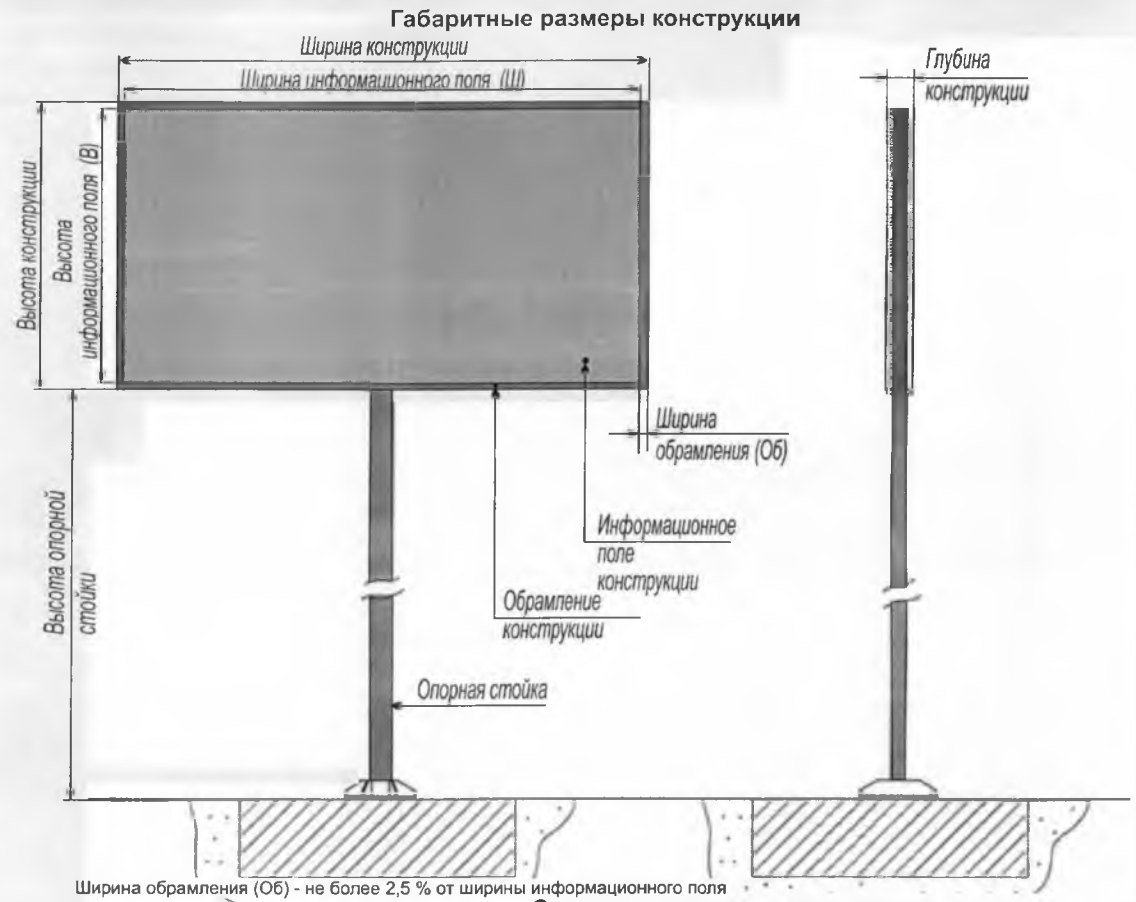 Габаритные размеры конструкции
Ширина конструкции
Ширина информационного поля (Ш)
Глубина
конструкции
Высота конструкции
Высота
информационного поля (В)
Ширина
обрамления (Об)
Высота опорной
стойки
Информационное
поле
конструкции
Обрамление
конструкции
Опорная стойка
Ширина обрамления (Об) - не более 2,5 % от ширины информационного поля